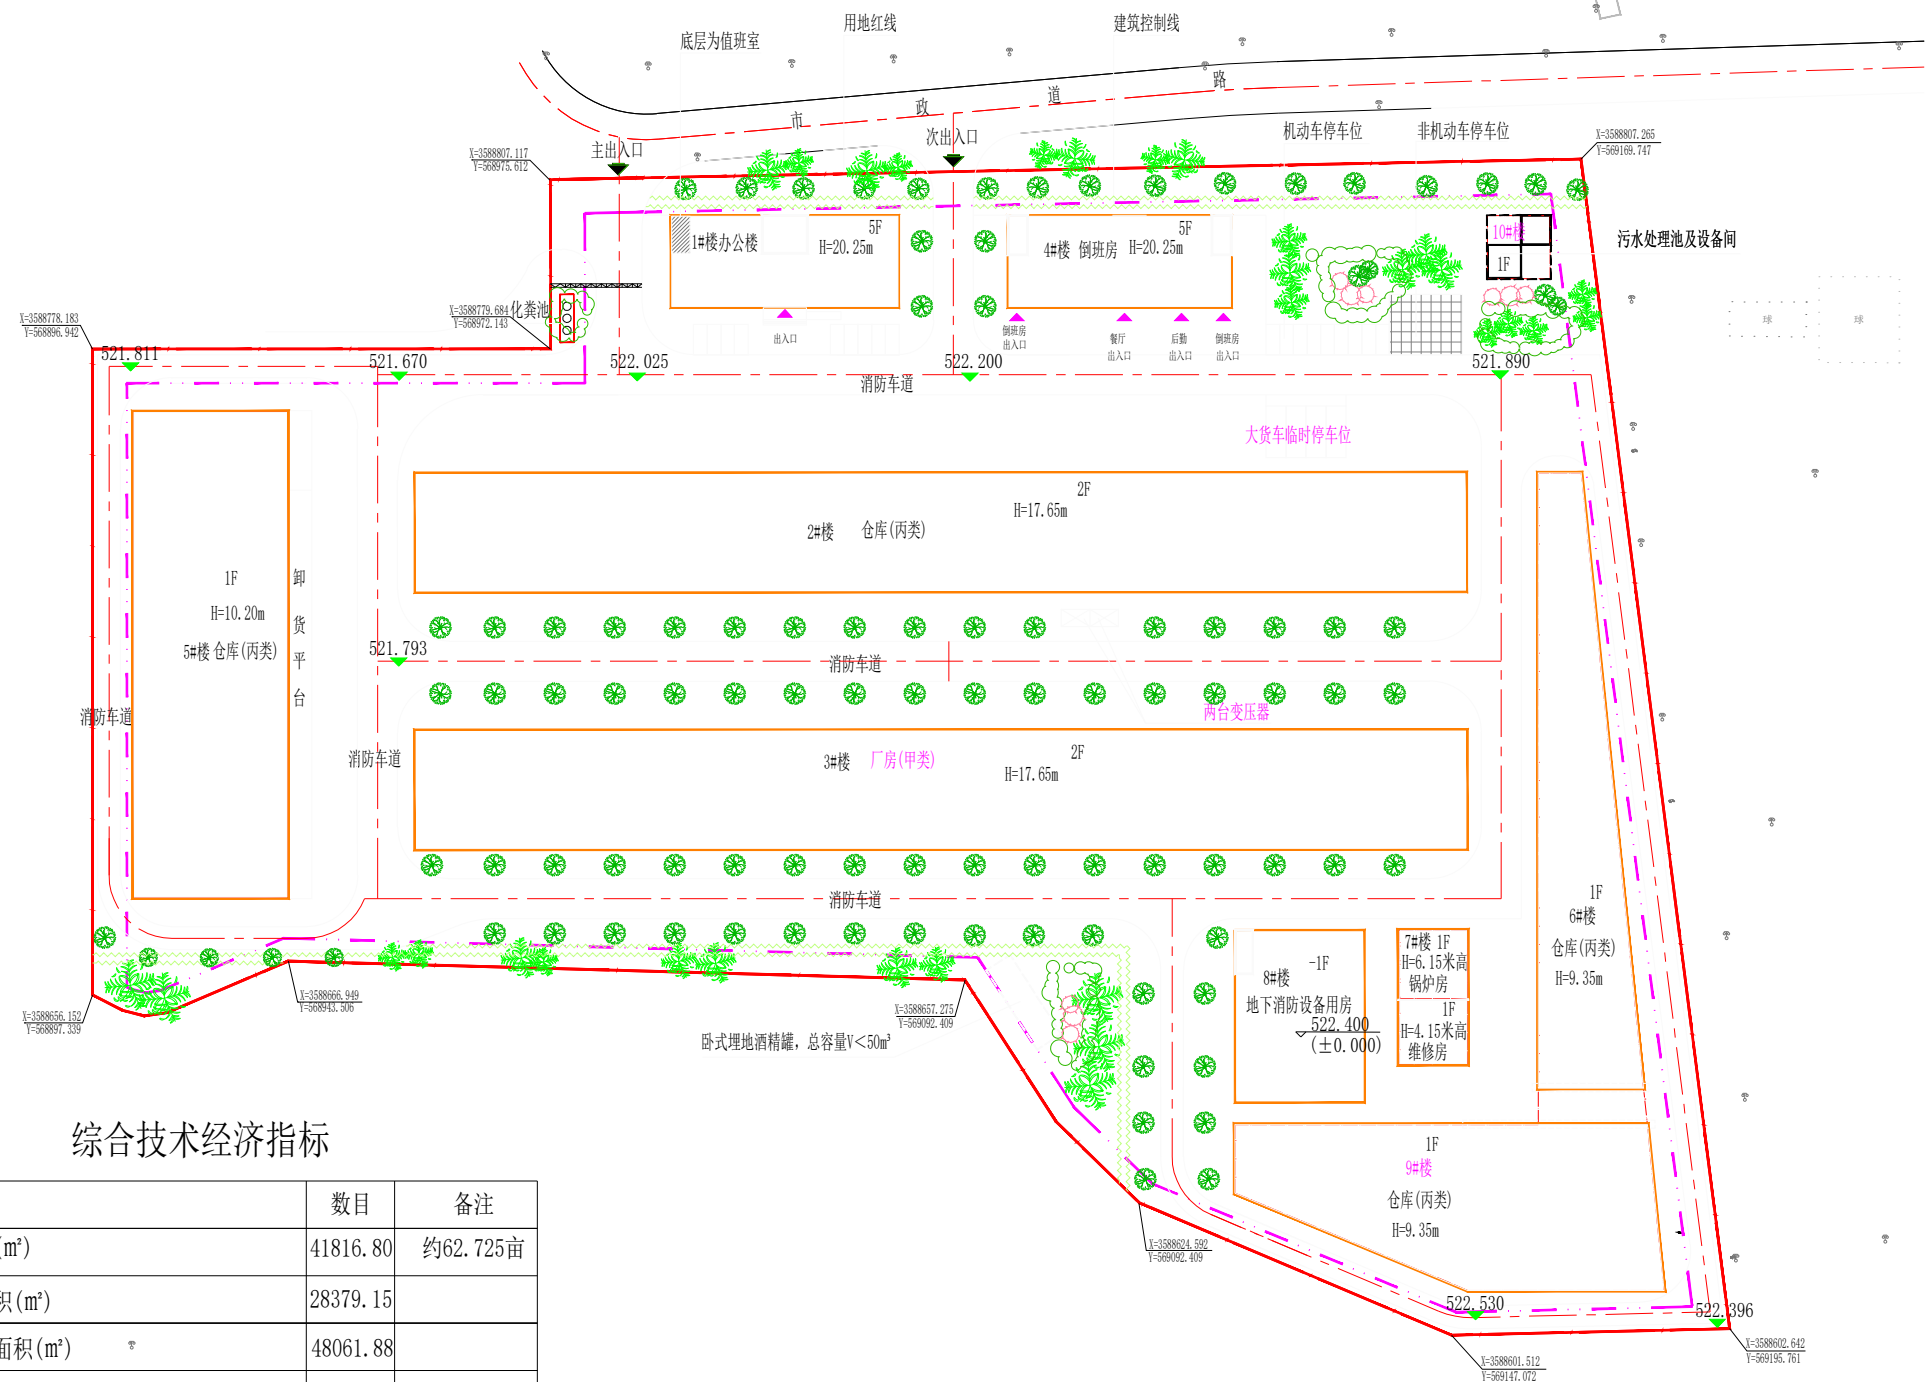 用地红线
建筑控制线
底层为值班室
市政道路
主出入口
次出入口
机动车停车位
非机动车停车位
X=3588807.117
Y=568975.612
X=3588807.265
Y=569169.747
1#楼办公楼
5F
H=20.25m
4#楼 倒班房
5F
H=20.25m
10#楼
1F
污水处理池及设备间
X=3588778.183
Y=568896.942
X=3588779.684
Y=568972.143
化粪池
出入口
倒班房
出入口
餐厅
出入口
后勤
出入口
倒班房
出入口
球
球
521.811
521.670
522.025
522.200
521.890
消防车道
大货车临时停车位
2F
H=17.65m
2#楼 仓库(丙类)
1F
H=10.20m
5#楼 仓库(丙类)
卸货平台
521.793
消防车道
消防车道
消防车道
两台变压器
3#楼 厂房(甲类)
2F
H=17.65m
消防车道
1F
6#楼
仓库(丙类)
H=9.35m
-1F
8#楼
地下消防设备用房
522.400
(±0.000)
7#楼 1F
H=6.15米高
锅炉房
1F
H=4.15米高
维修房
X=3588656.152
Y=568897.339
X=3588666.949
Y=568943.506
X=3588657.275
Y=569092.409
卧式埋地酒精罐，总容量V＜50m³
1F
9#楼
仓库(丙类)
H=9.35m
X=3588624.592
Y=569092.409
522.530
522.396
X=3588601.512
Y=569147.072
X=3588602.642
Y=569195.761
综合技术经济指标
数目 备注
(m²) 41816.80 约62.725亩
积(m²) 28379.15
面积(m²) 48061.88